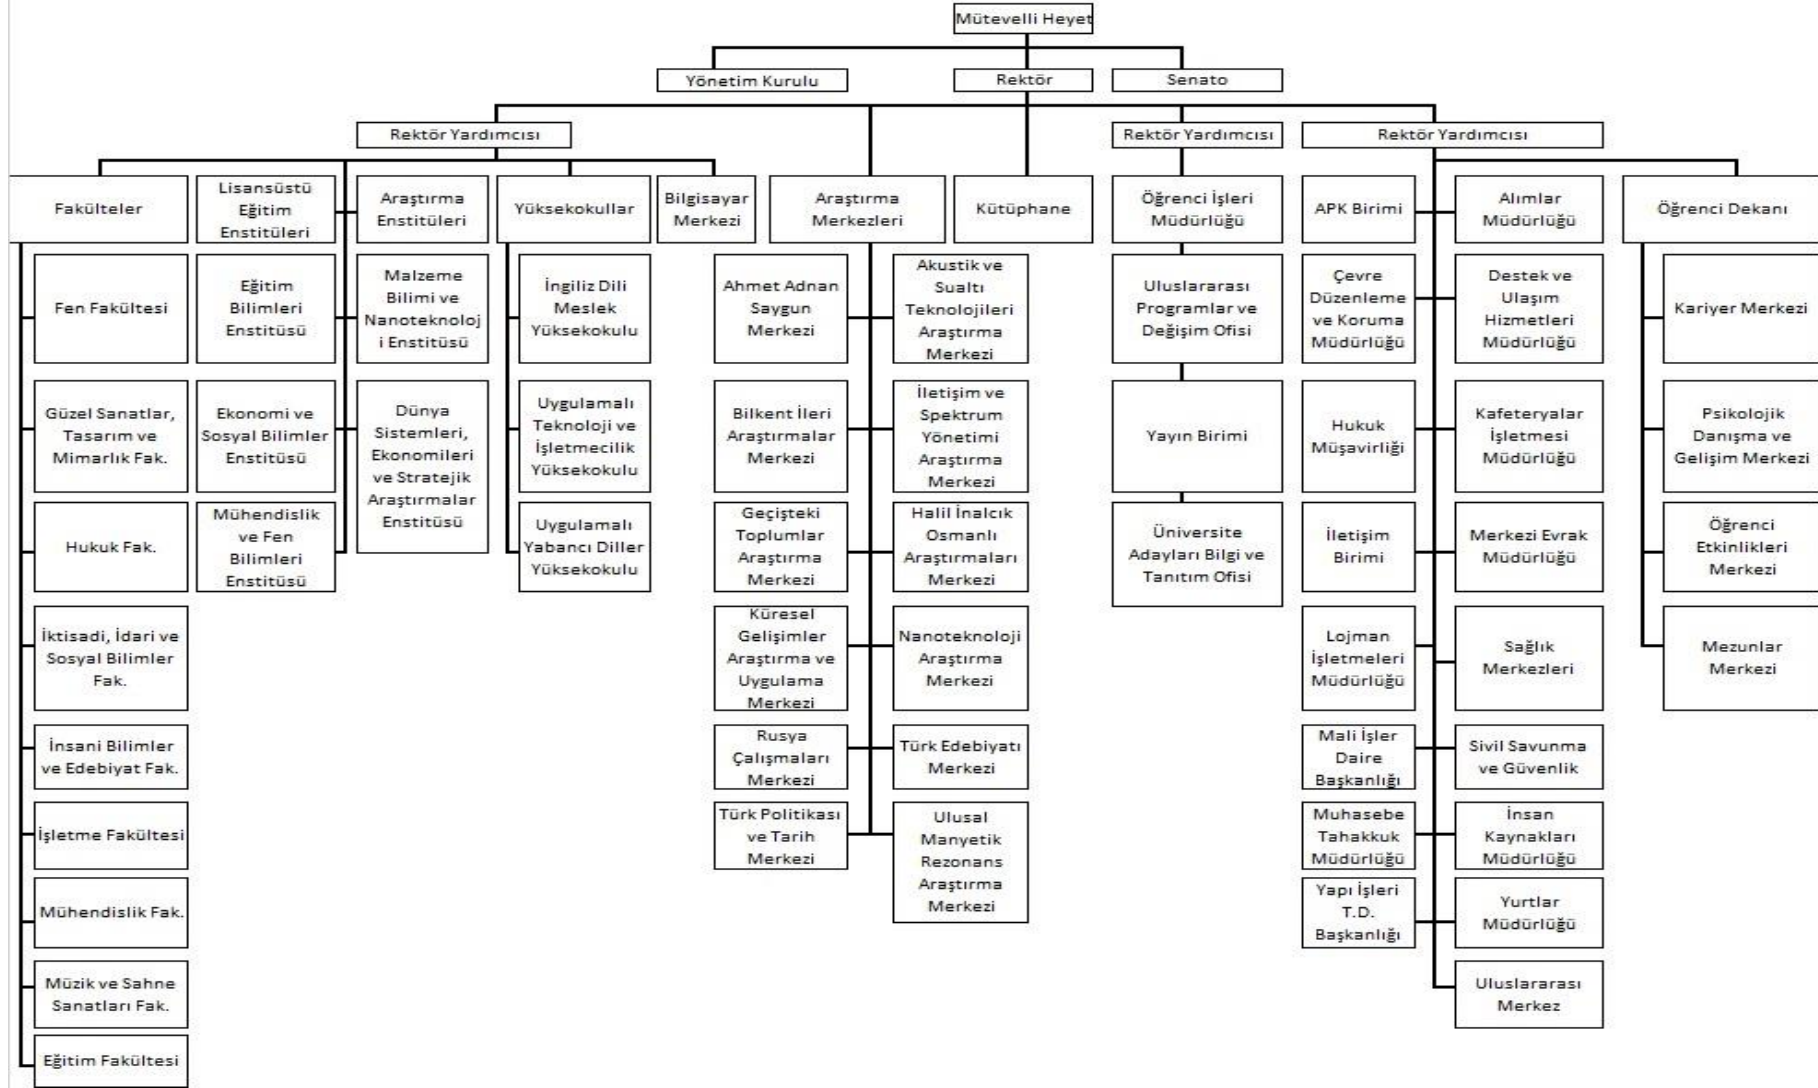 Mütevelli Heyet
Yönetim Kurulu
Rektör
Senato
Rektör Yardımcısı
Rektör Yardımcısı
Rektör Yardımcısı
Fakülteler
Lisansüstü
Eğitim
Enstitüleri
Araştırma
Enstitüleri
Yüksekokullar
Bilgisayar
Merkezi
Araştırma
Merkezleri
Kütüphane
Öğrenci İşleri
Müdürlüğü
APK Birimi
Alımlar
Müdürlüğü
Öğrenci Dekanı
Fen Fakültesi
Eğitim
Bilimleri
Enstitüsü
Malzeme
Bilimi ve
Nanoteknoloj
i Enstitüsü
İngiliz Dili
Meslek
Yüksekokulu
Ahmet Adnan
Saygun
Merkezi
Akustik ve
Sualtı
Teknolojileri
Araştırma
Merkezi
Uluslararası
Programlar ve
Değişim Ofisi
Çevre
Düzenleme
ve Koruma
Müdürlüğü
Destek ve
Ulaşım
Hizmetleri
Müdürlüğü
Kariyer Merkezi
Güzel Sanatlar,
Tasarım ve
Mimarlık Fak.
Ekonomi ve
Sosyal Bilimler
Enstitüsü
Dünya
Sistemleri,
Ekonomileri
ve Stratejik
Araştırmalar
Enstitüsü
Uygulamalı
Teknoloji ve
İşletmecilik
Yüksekokulu
Bilkent İleri
Araştırmalar
Merkezi
İletişim ve
Spektrum
Yönetimi
Araştırma
Merkezi
Yayın Birimi
Hukuk
Müşavirliği
Kafeteryalar
İşletmesi
Müdürlüğü
Psikolojik
Danışma ve
Gelişim Merkezi
Hukuk Fak.
Mühendislik
ve Fen
Bilimleri
Enstitüsü
Uygulamalı
Yabancı Diller
Yüksekokulu
Geçişteki
Toplumlar
Araştırma
Merkezi
Halil İnalcık
Osmanlı
Araştırmaları
Merkezi
Üniversite
Adayları Bilgi ve
Tanıtım Ofisi
İletişim
Birimi
Merkezi Evrak
Müdürlüğü
Öğrenci
Etkinlikleri
Merkezi
İktisadi, İdari ve
Sosyal Bilimler
Fak.
Küresel
Gelişimler
Araştırma ve
Uygulama
Merkezi
Nanoteknoloji
Araştırma
Merkezi
Lojman
İşletmeleri
Müdürlüğü
Sağlık
Merkezleri
Mezunlar
Merkezi
İnsani Bilimler
ve Edebiyat Fak.
Rusya
Çalışmaları
Merkezi
Türk Edebiyatı
Merkezi
Mali İşler
Daire
Başkanlığı
Sivil Savunma
ve Güvenlik
İşletme Fakültesi
Türk Politikası
ve Tarih
Merkezi
Ulusal
Manyetik
Rezonans
Araştırma
Merkezi
Muhasebe
Tahakkuk
Müdürlüğü
İnsan
Kaynakları
Müdürlüğü
Mühendislik Fak.
Yapı İşleri
T.D.
Başkanlığı
Yurtlar
Müdürlüğü
Müzik ve Sahne
Sanatları Fak.
Uluslararası
Merkez
Eğitim Fakültesi